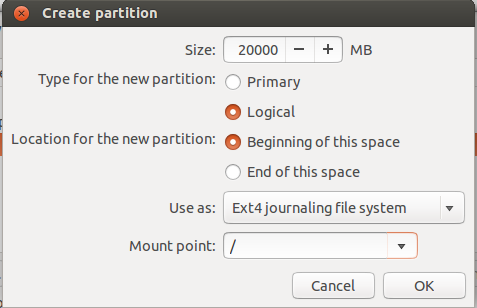 Create partition
Size: 20000 MB
Type for the new partition: Primary
Logical
Location for the new partition: Beginning of this space
End of this space
Use as: Ext4 journaling file system
Mount point: /
Cancel OK